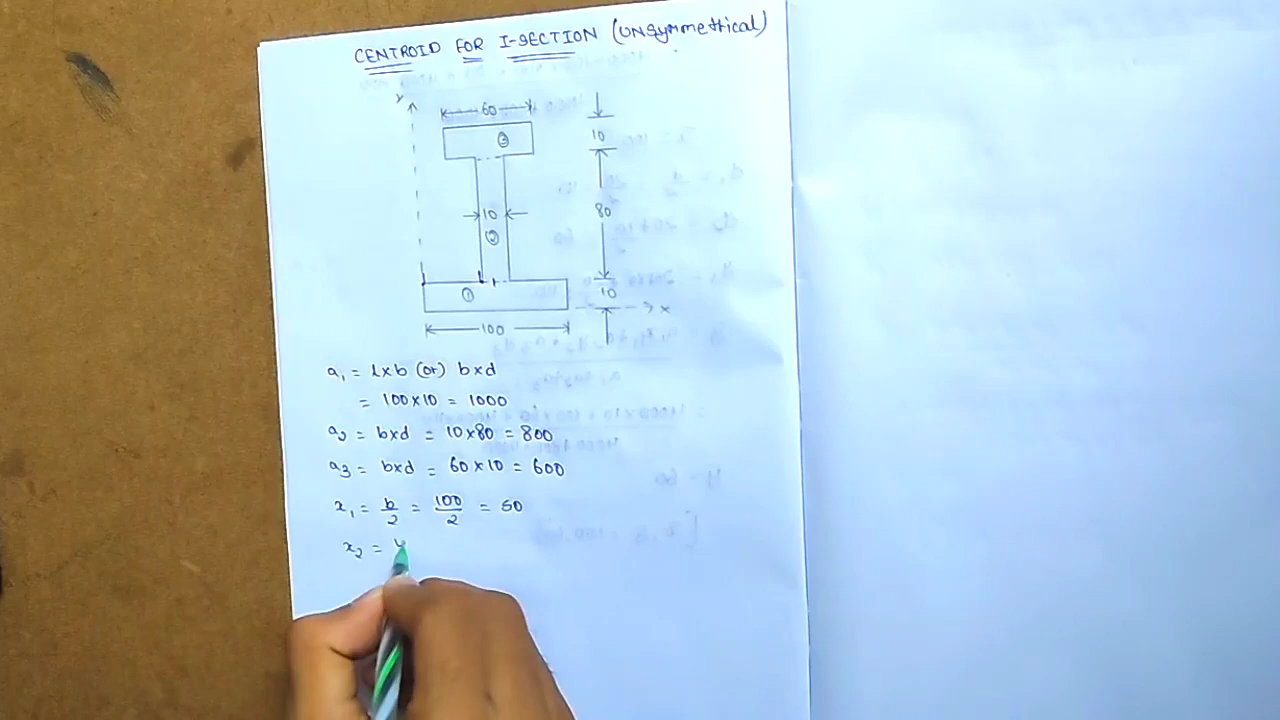 CENTROID FOR I-SECTION (UNSymmetrical)
Y
60
10
③
10
80
②
①
10
x
100
a₁ = l×b (or) b×d
= 100×10 = 1000
a₂ = b×d = 10×80 = 800
a₃ = b×d = 60×10 = 600
x₁ = b/2 = 100/2 = 50
x₂ =